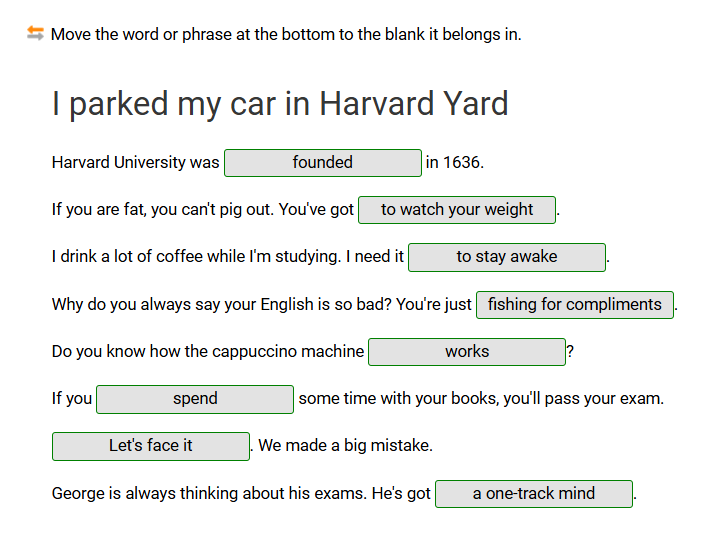 Move the word or phrase at the bottom to the blank it belongs in.
I parked my car in Harvard Yard
Harvard University was founded in 1636.
If you are fat, you can't pig out. You've got to watch your weight.
I drink a lot of coffee while I'm studying. I need it to stay awake.
Why do you always say your English is so bad? You're just fishing for compliments.
Do you know how the cappuccino machine works?
If you spend some time with your books, you'll pass your exam.
Let's face it. We made a big mistake.
George is always thinking about his exams. He's got a one-track mind.